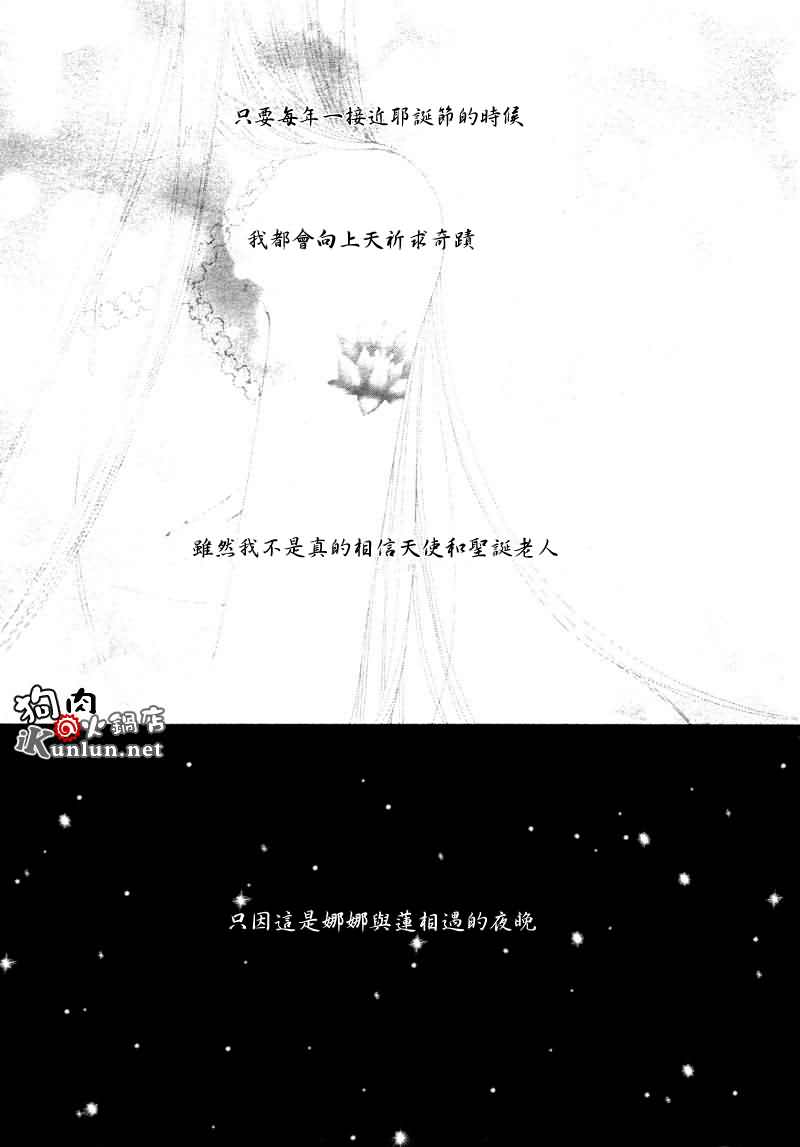 只要每年一接近耶誕節的時候
我都會向上天祈求奇蹟
雖然我不是真的相信天使和聖誕老人
狗肉@火鍋店
iKunlun.net
只因這是娜娜與蓮相遇的夜晚